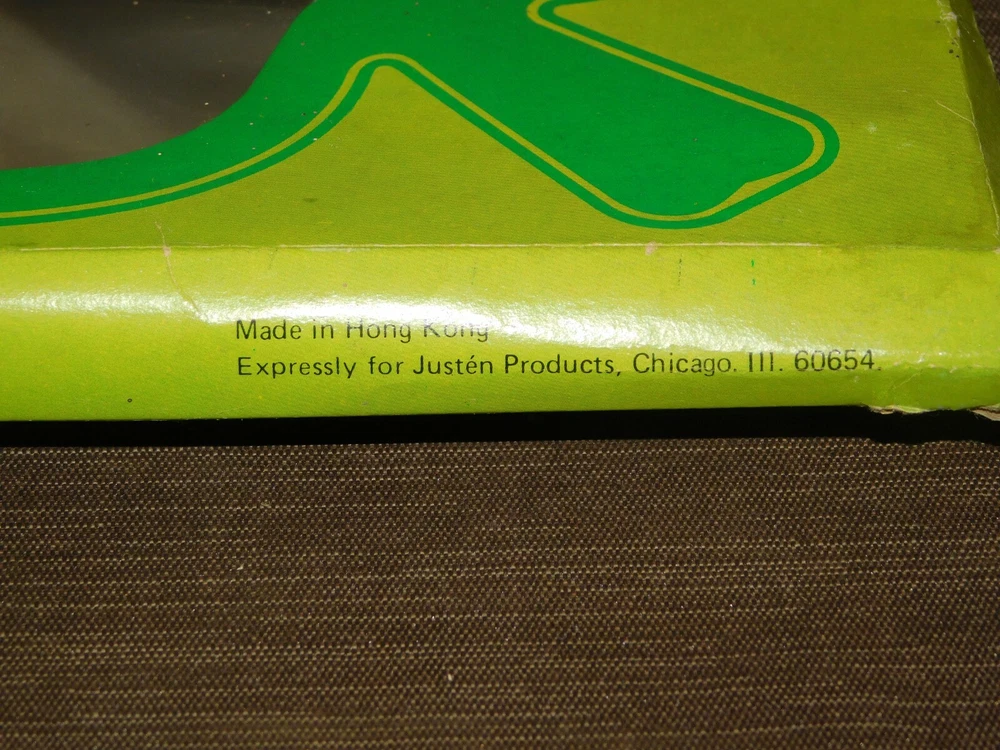 Made in Hong Kong
Expressly for Justén Products, Chicago. Ill. 60654.